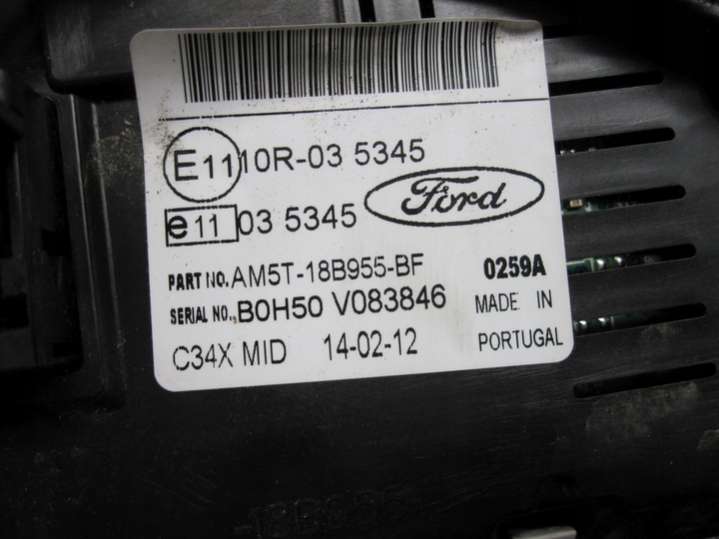 E11 10R-03 5345
e11 03 5345 Ford
PART NO. AM5T-18B955-BF 0259A
SERIAL NO. B0H50 V083846 MADE IN
C34X MID 14-02-12 PORTUGAL